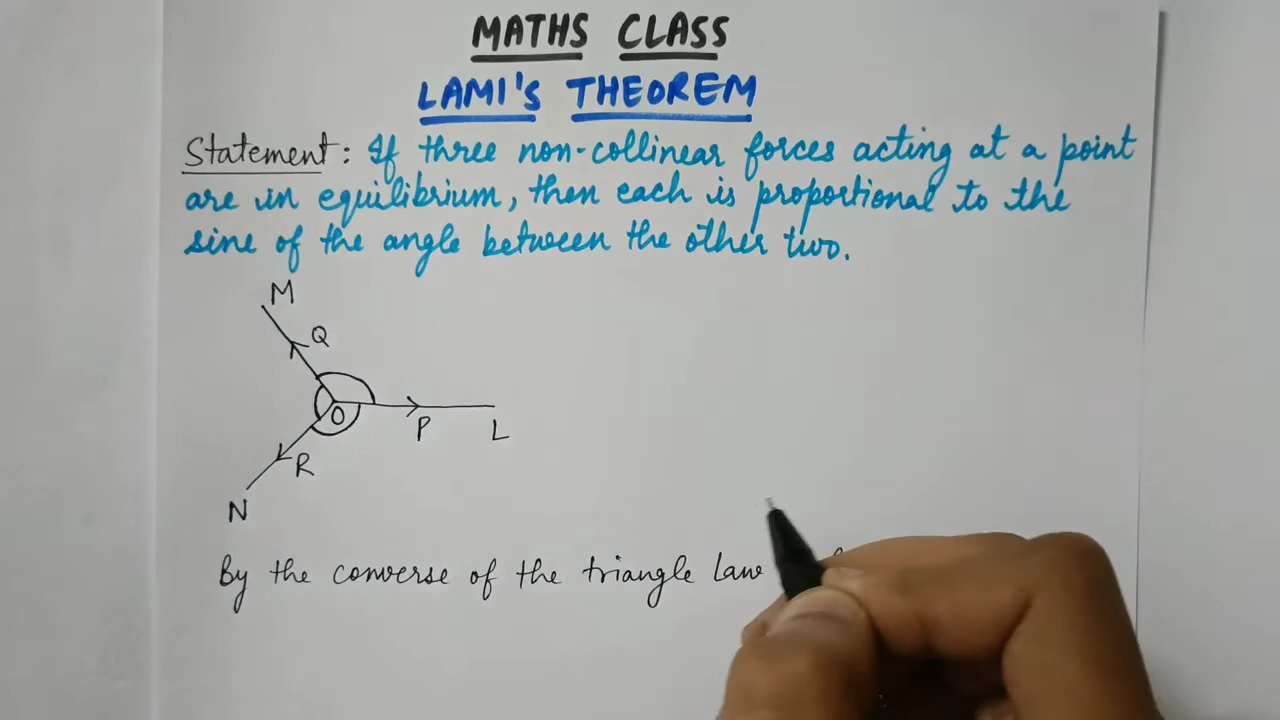 MATHS CLASS
LAMI'S THEOREM
Statement: If three non-collinear forces acting at a point
are in equilibrium, then each is proportional to the
sine of the angle between the other two.
M
Q
O
P
L
R
N
By the converse of the triangle law